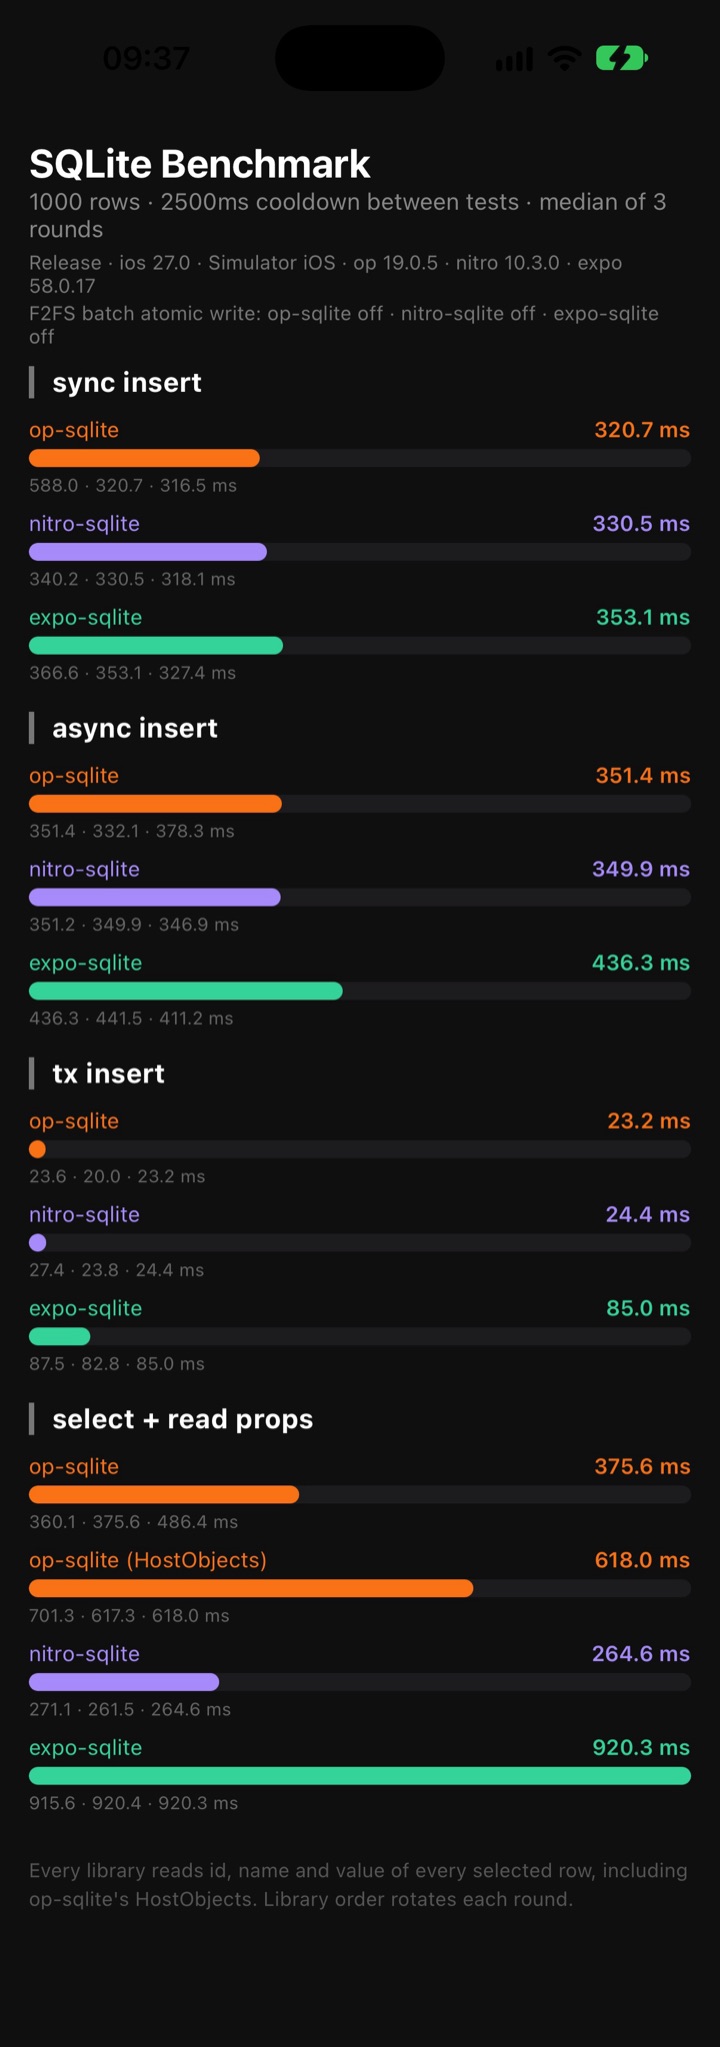 09:37
SQLite Benchmark
1000 rows · 2500ms cooldown between tests · median of 3
rounds
Release · ios 27.0 · Simulator iOS · op 19.0.5 · nitro 10.3.0 · expo
58.0.17
F2FS batch atomic write: op-sqlite off · nitro-sqlite off · expo-sqlite
off
sync insert
op-sqlite 320.7 ms
588.0 · 320.7 · 316.5 ms
nitro-sqlite 330.5 ms
340.2 · 330.5 · 318.1 ms
expo-sqlite 353.1 ms
366.6 · 353.1 · 327.4 ms
async insert
op-sqlite 351.4 ms
351.4 · 332.1 · 378.3 ms
nitro-sqlite 349.9 ms
351.2 · 349.9 · 346.9 ms
expo-sqlite 436.3 ms
436.3 · 441.5 · 411.2 ms
tx insert
op-sqlite 23.2 ms
23.6 · 20.0 · 23.2 ms
nitro-sqlite 24.4 ms
27.4 · 23.8 · 24.4 ms
expo-sqlite 85.0 ms
87.5 · 82.8 · 85.0 ms
select + read props
op-sqlite 375.6 ms
360.1 · 375.6 · 486.4 ms
op-sqlite (HostObjects) 618.0 ms
701.3 · 617.3 · 618.0 ms
nitro-sqlite 264.6 ms
271.1 · 261.5 · 264.6 ms
expo-sqlite 920.3 ms
915.6 · 920.4 · 920.3 ms
Every library reads id, name and value of every selected row, including
op-sqlite's HostObjects. Library order rotates each round.